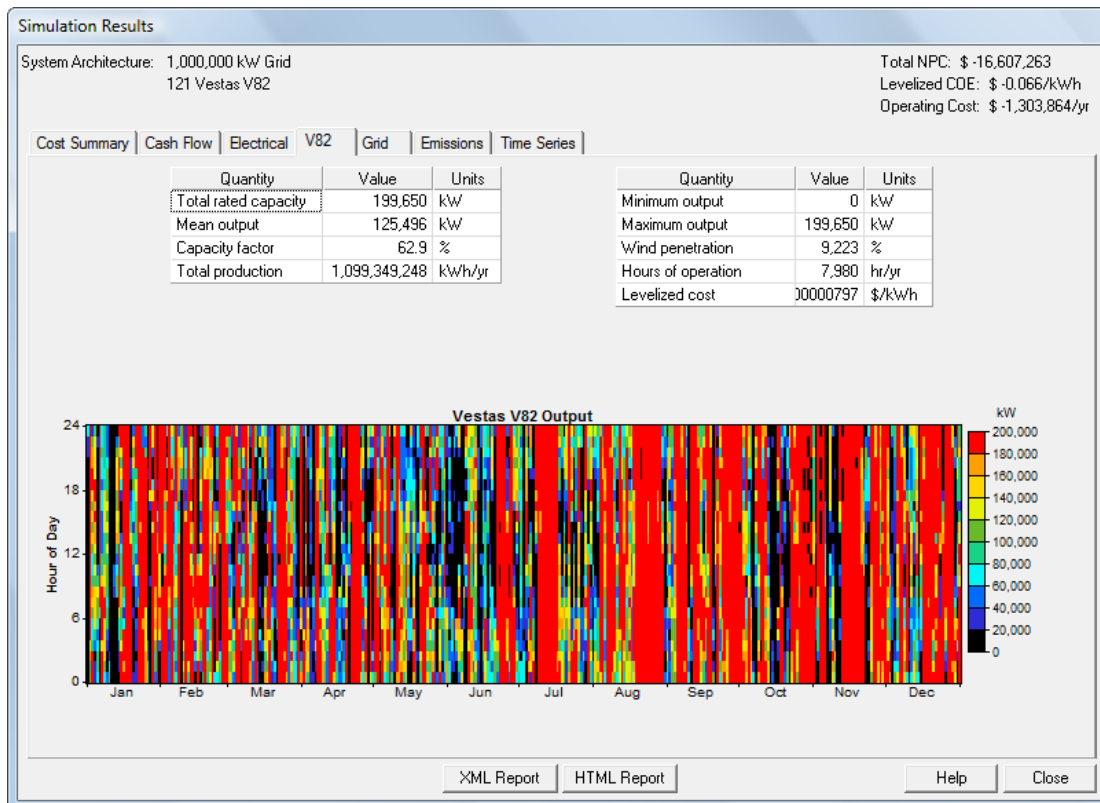 Simulation Results
System Architecture: 1,000,000 kW Grid
121 Vestas V82
Total NPC: $ -16,607,263
Levelized COE: $ -0.066/kWh
Operating Cost: $ -1,303,864/yr
Cost Summary Cash Flow Electrical V82 Grid Emissions Time Series
Quantity Value Units
Total rated capacity 199,650 kW
Mean output 125,496 kW
Capacity factor 62.9 %
Total production 1,099,349,248 kWh/yr
Quantity Value Units
Minimum output 0 kW
Maximum output 199,650 kW
Wind penetration 9,223 %
Hours of operation 7,980 hr/yr
Levelized cost 00000797 $/kWh
Vestas V82 Output
Hour of Day
24
18
12
6
0
Jan Feb Mar Apr May Jun Jul Aug Sep Oct Nov Dec
kW
200,000
180,000
160,000
140,000
120,000
100,000
80,000
60,000
40,000
20,000
0
XML Report HTML Report Help Close